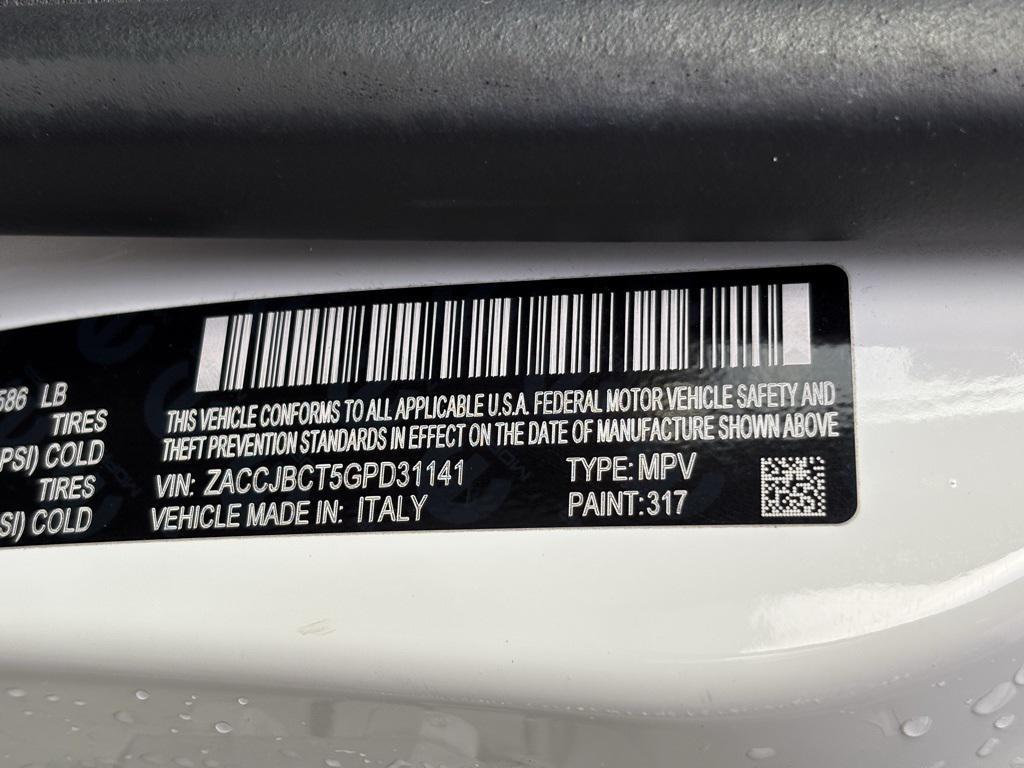 586 LB
TIRES
PSI) COLD
TIRES
SI) COLD
THIS VEHICLE CONFORMS TO ALL APPLICABLE U.S.A. FEDERAL MOTOR VEHICLE SAFETY AND
THEFT PREVENTION STANDARDS IN EFFECT ON THE DATE OF MANUFACTURE SHOWN ABOVE
VIN: ZACCJBCT5GPD31141 TYPE: MPV
VEHICLE MADE IN: ITALY PAINT: 317